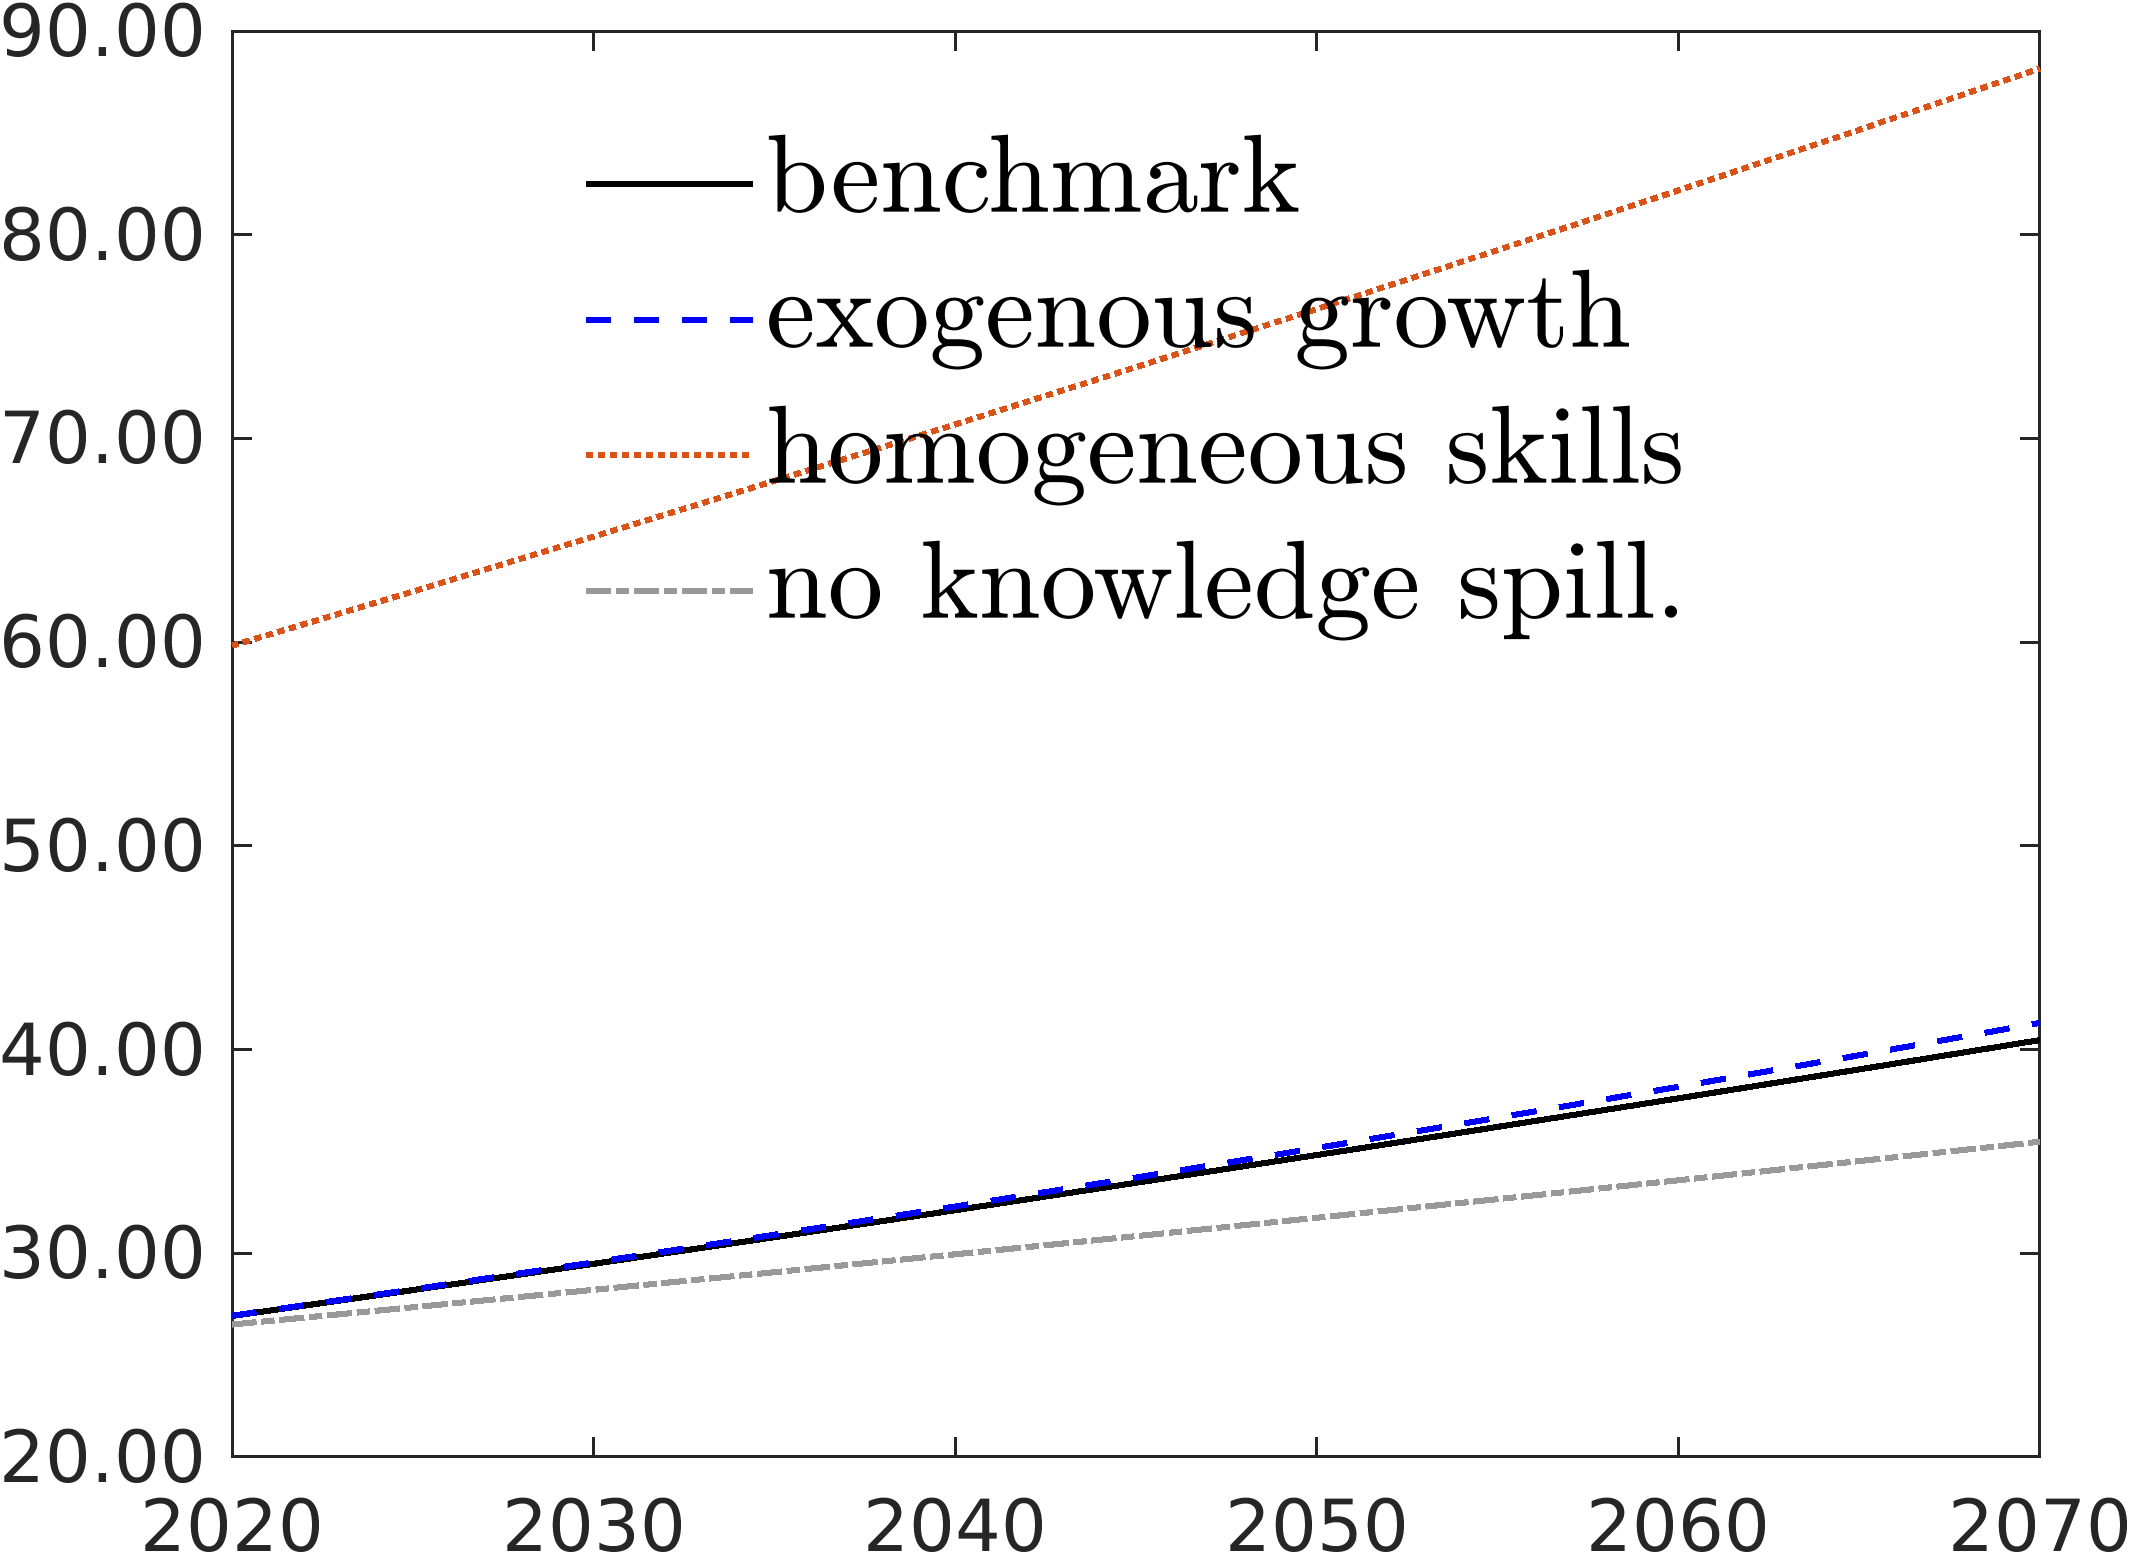 90.00
80.00
70.00
60.00
50.00
40.00
30.00
20.00
benchmark
exogenous growth
homogeneous skills
no knowledge spill.
2020 2030 2040 2050 2060 2070